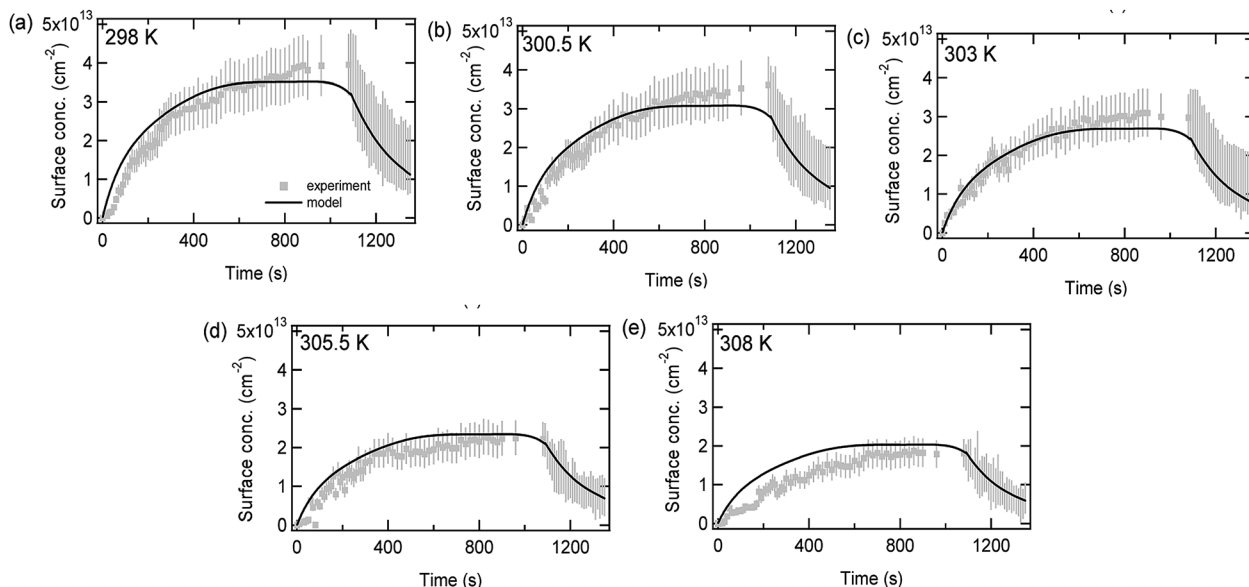 (a)
5x10^13
298 K
4
3
2
1
0
Surface conc. (cm^-2)
experiment
model
0 400 800 1200
Time (s)
(b)
5x10^13
300.5 K
4
3
2
1
0
Surface conc. (cm^-2)
0 400 800 1200
Time (s)
(c)
5x10^13
303 K
4
3
2
1
0
Surface conc. (cm^-2)
0 400 800 1200
Time (s)
(d)
5x10^13
305.5 K
4
3
2
1
0
Surface conc. (cm^-2)
0 400 800 1200
Time (s)
(e)
5x10^13
308 K
4
3
2
1
0
Surface conc. (cm^-2)
0 400 800 1200
Time (s)